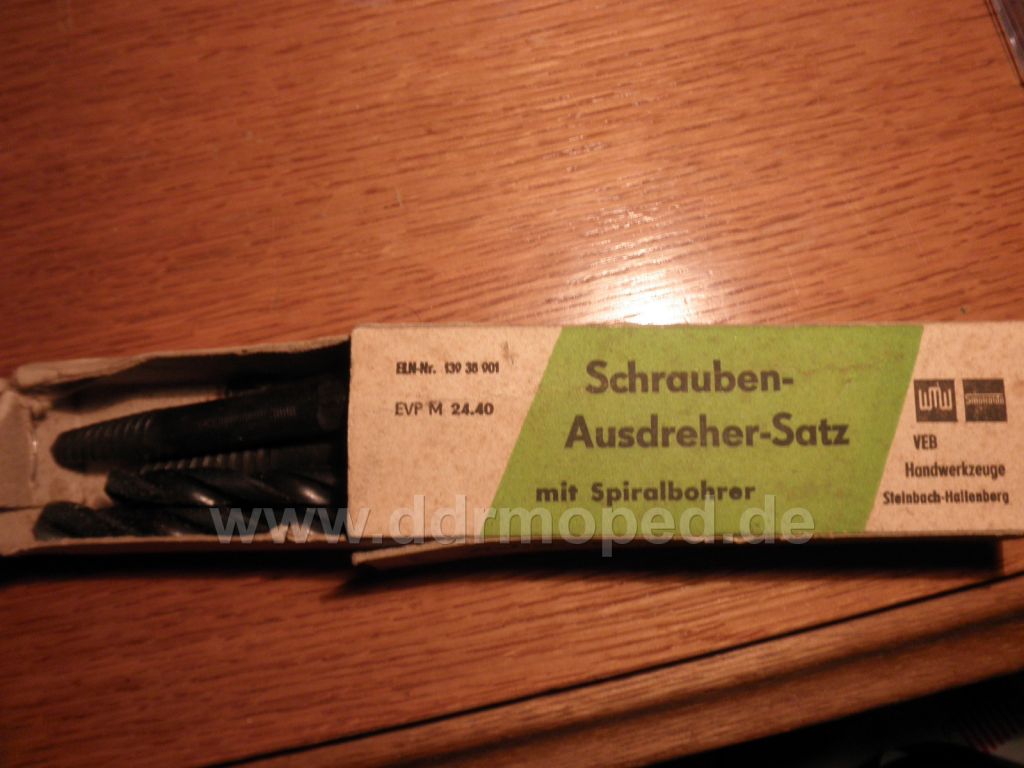 ELN-Nr. 139 38 901
EVP M 24.40
Schrauben-
Ausdreher-Satz
mit Spiralbohrer
VEB
Handwerkzeuge
Steinbach-Hallenberg
www.ddrmoped.de